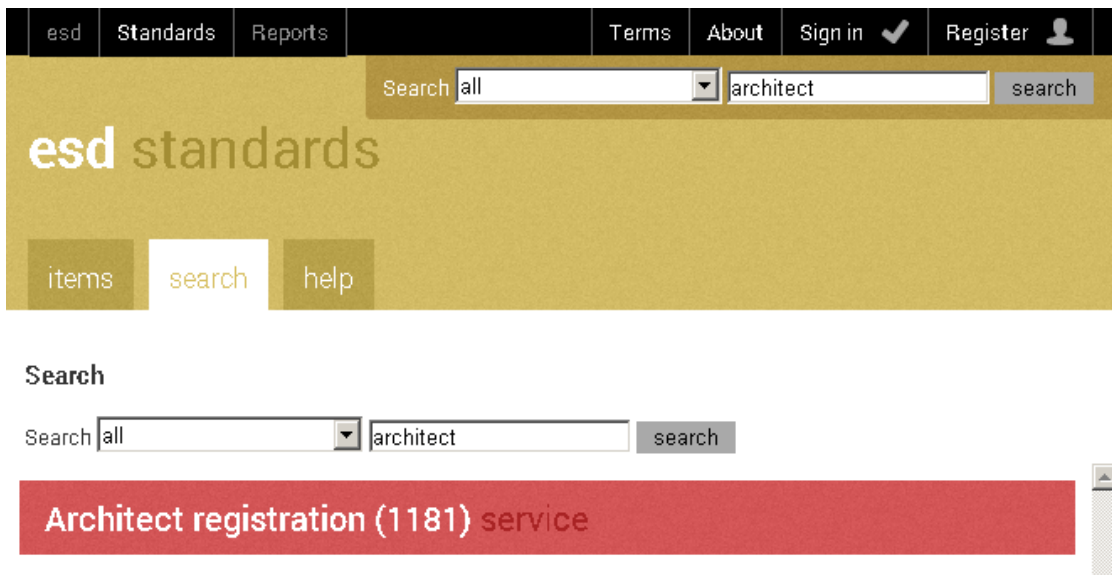 esd Standards Reports Terms About Sign in Register
Search all architect search
esd standards
items search help
Search
Search all architect search
Architect registration (1181) service